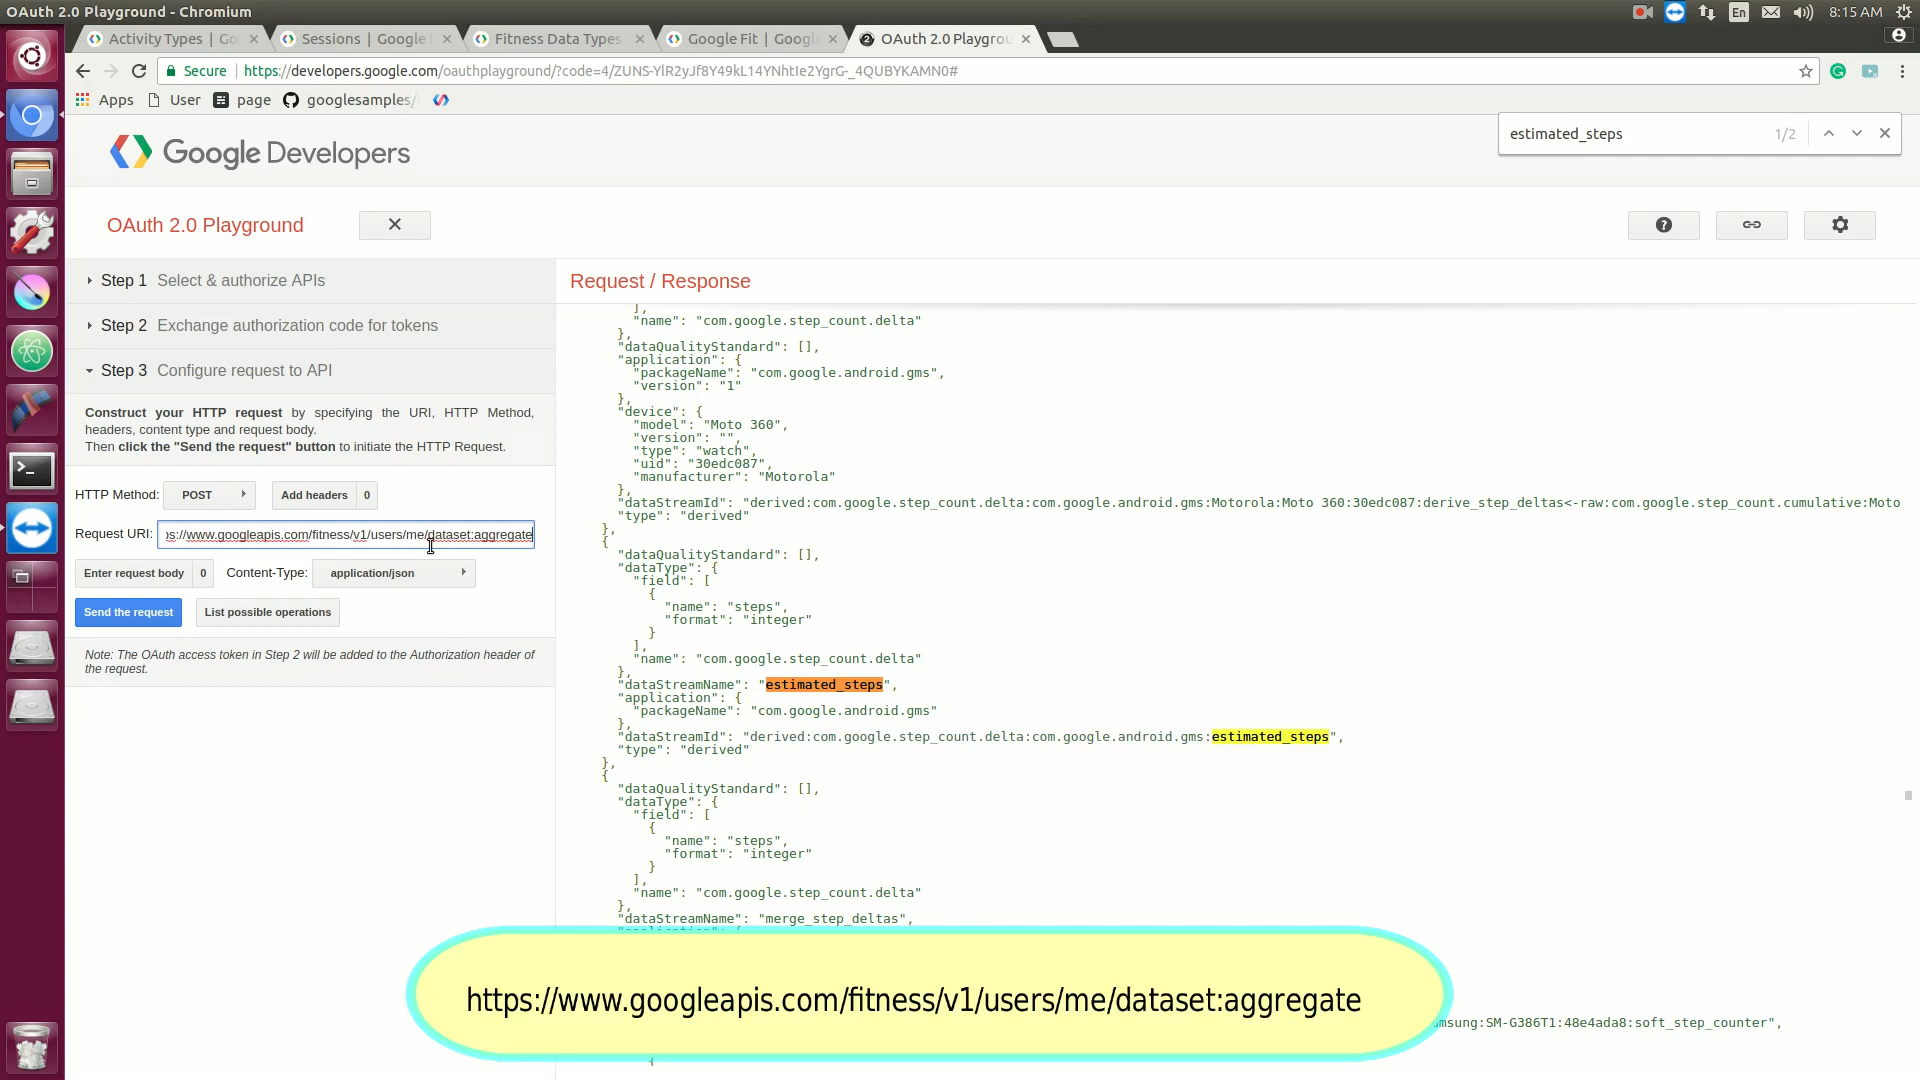 OAuth 2.0 Playground - Chromium
En
8:15 AM
Activity Types | Go
Sessions | Google
Fitness Data Types
Google Fit | Googl
OAuth 2.0 Playgrou
Secure | https://developers.google.com/oauthplayground/?code=4/ZUNS-YlR2yJf8Y49kL14YNhtIe2YgrG-_4QUBYKAMN0#
Apps User page googlesamples/
estimated_steps 1/2
Google Developers
OAuth 2.0 Playground
Step 1 Select & authorize APIs
Step 2 Exchange authorization code for tokens
Step 3 Configure request to API
Construct your HTTP request by specifying the URI, HTTP Method,
headers, content type and request body.
Then click the "Send the request" button to initiate the HTTP Request.
HTTP Method: POST Add headers 0
Request URI: os://www.googleapis.com/fitness/v1/users/me/dataset:aggregate
Enter request body 0 Content-Type: application/json
Send the request List possible operations
Note: The OAuth access token in Step 2 will be added to the Authorization header of
the request.
Request / Response
],
"name": "com.google.step_count.delta"
},
"dataQualityStandard": [],
"application": {
"packageName": "com.google.android.gms",
"version": "1"
},
"device": {
"model": "Moto 360",
"version": "",
"type": "watch",
"uid": "30edc087",
"manufacturer": "Motorola"
},
"dataStreamId": "derived:com.google.step_count.delta:com.google.android.gms:Motorola:Moto 360:30edc087:derive_step_deltas<-raw:com.google.step_count.cumulative:Moto
"type": "derived"
},
{
"dataQualityStandard": [],
"dataType": {
"field": [
{
"name": "steps",
"format": "integer"
}
],
"name": "com.google.step_count.delta"
},
"dataStreamName": "estimated_steps",
"application": {
"packageName": "com.google.android.gms"
},
"dataStreamId": "derived:com.google.step_count.delta:com.google.android.gms:estimated_steps",
"type": "derived"
},
{
"dataQualityStandard": [],
"dataType": {
"field": [
{
"name": "steps",
"format": "integer"
}
],
"name": "com.google.step_count.delta"
},
"dataStreamName": "merge_step_deltas",
https://www.googleapis.com/fitness/v1/users/me/dataset:aggregate
amsung:SM-G386T1:48e4ada8:soft_step_counter",
{